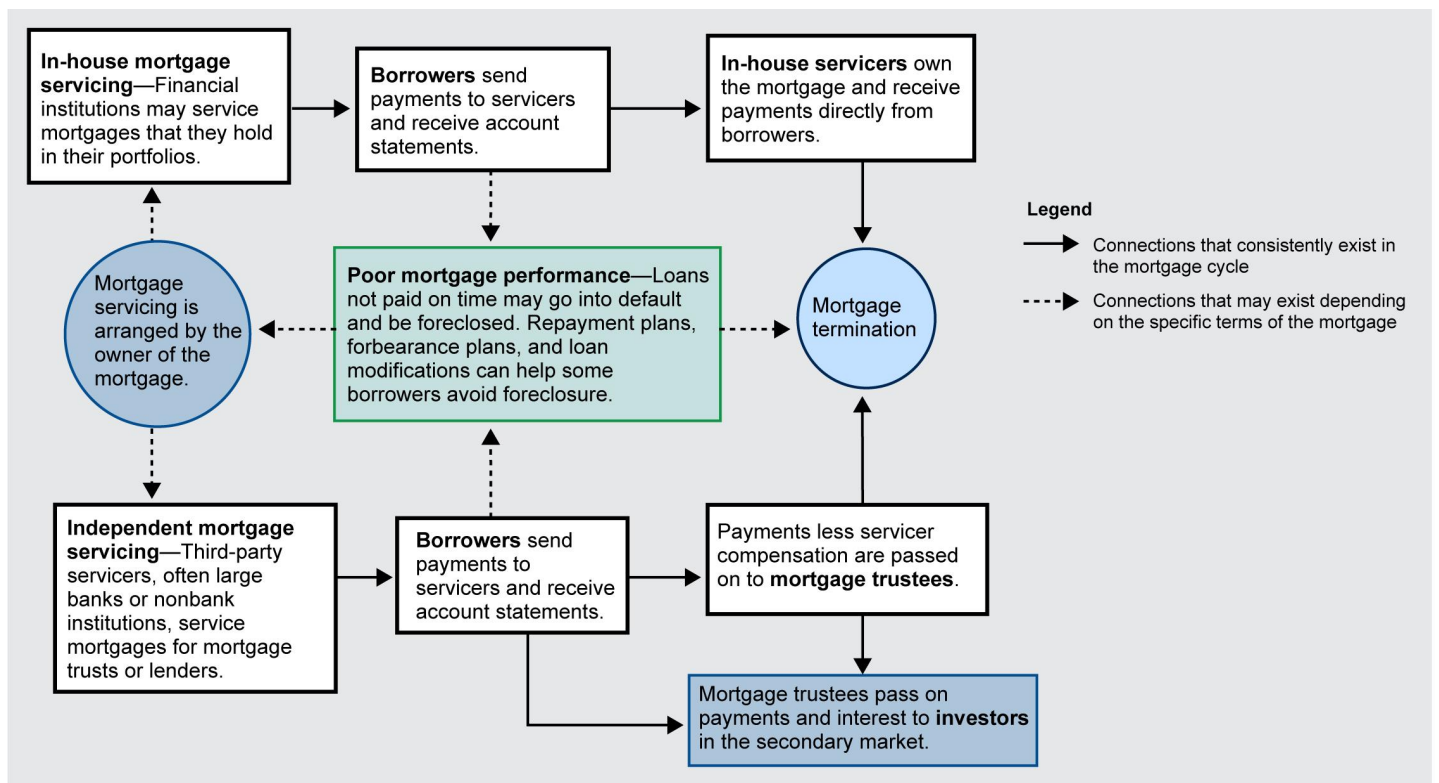 In-house mortgage
servicing—Financial
institutions may service
mortgages that they hold
in their portfolios.
Borrowers send
payments to servicers
and receive account
statements.
In-house servicers own
the mortgage and receive
payments directly from
borrowers.
Legend
Connections that consistently exist in
the mortgage cycle
Connections that may exist depending
on the specific terms of the mortgage
Mortgage
servicing is
arranged by the
owner of the
mortgage.
Poor mortgage performance—Loans
not paid on time may go into default
and be foreclosed. Repayment plans,
forbearance plans, and loan
modifications can help some
borrowers avoid foreclosure.
Mortgage
termination
Independent mortgage
servicing—Third-party
servicers, often large
banks or nonbank
institutions, service
mortgages for mortgage
trusts or lenders.
Borrowers send
payments to
servicers and receive
account statements.
Payments less servicer
compensation are passed
on to mortgage trustees.
Mortgage trustees pass on
payments and interest to investors
in the secondary market.